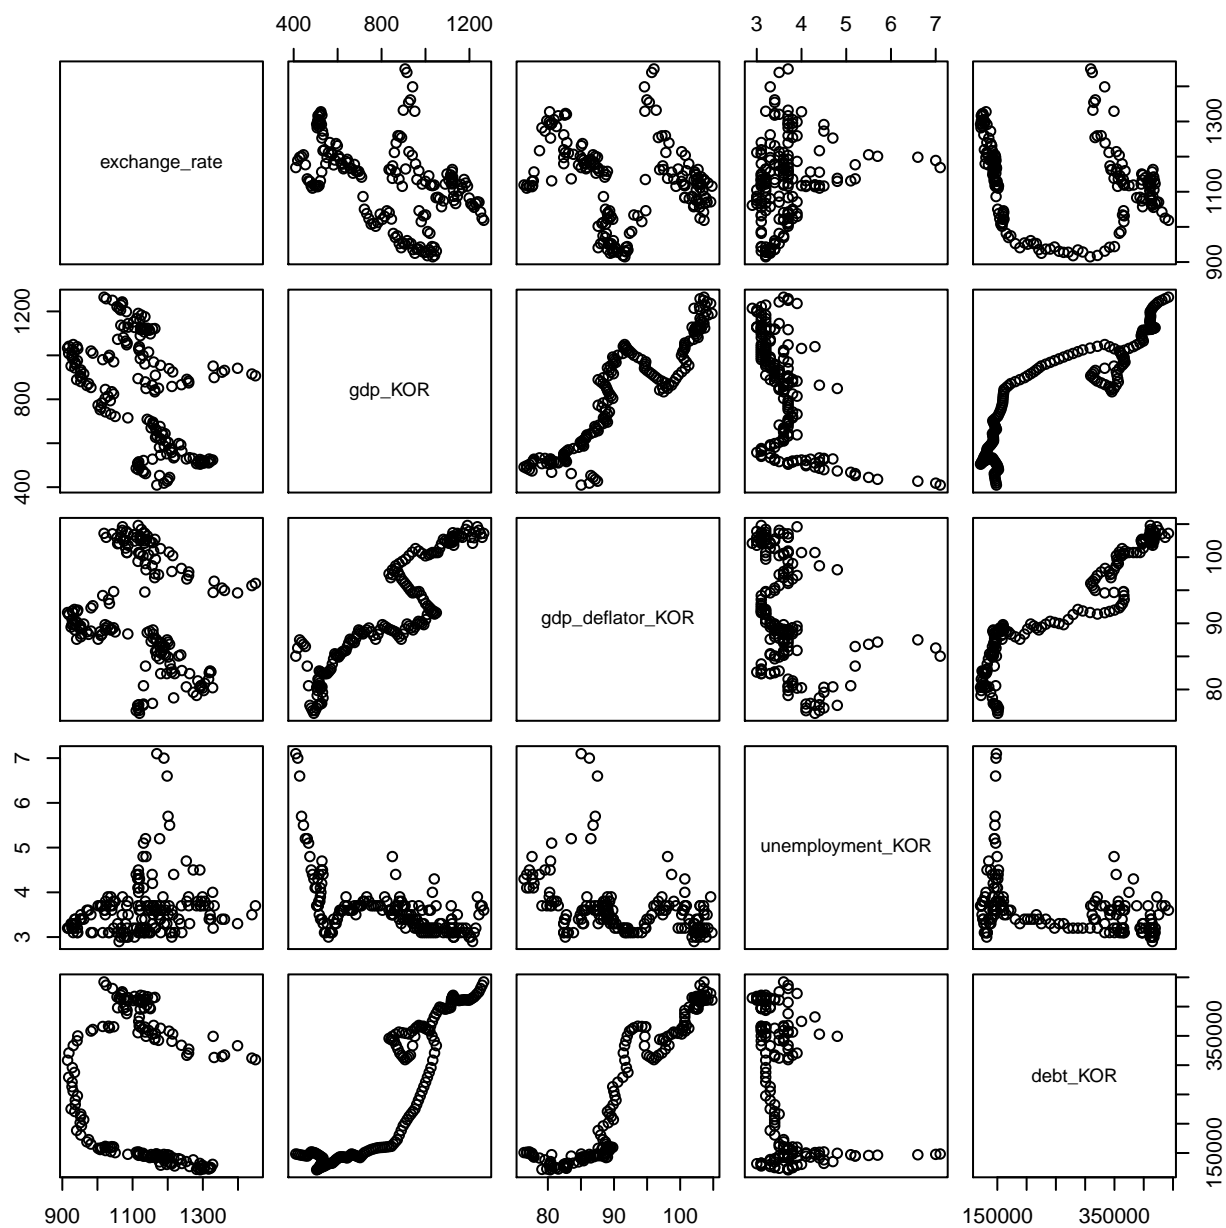 400 800 1200 3 4 5 6 7
exchange_rate
900 1100 1300
400 800 1200
gdp_KOR
gdp_deflator_KOR
80 90 100
3 4 5 6 7
unemployment_KOR
debt_KOR
150000 350000
900 1100 1300 80 90 100 150000 350000